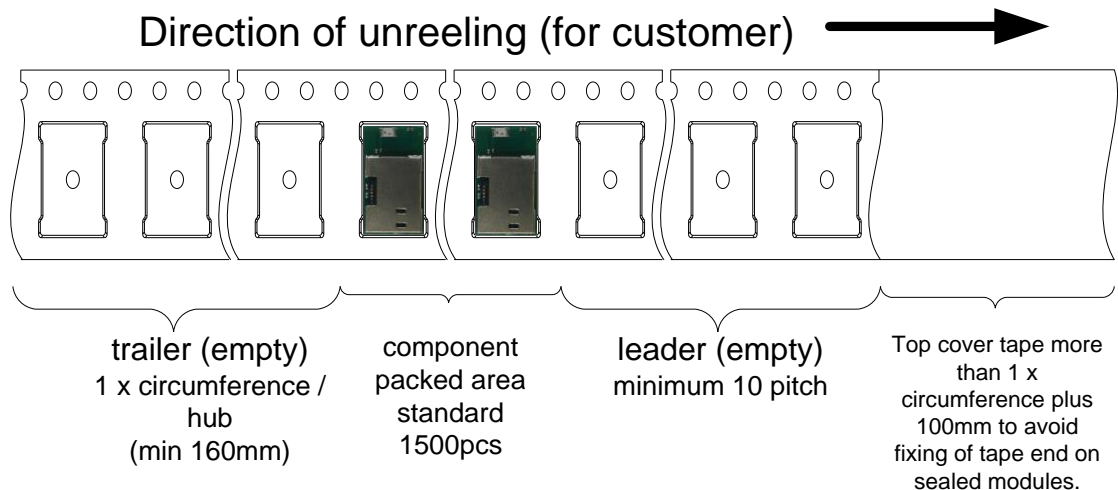 Direction of unreeling (for customer)
trailer (empty)
1 x circumference /
hub
(min 160mm)
component
packed area
standard
1500pcs
leader (empty)
minimum 10 pitch
Top cover tape more
than 1 x
circumference plus
100mm to avoid
fixing of tape end on
sealed modules.